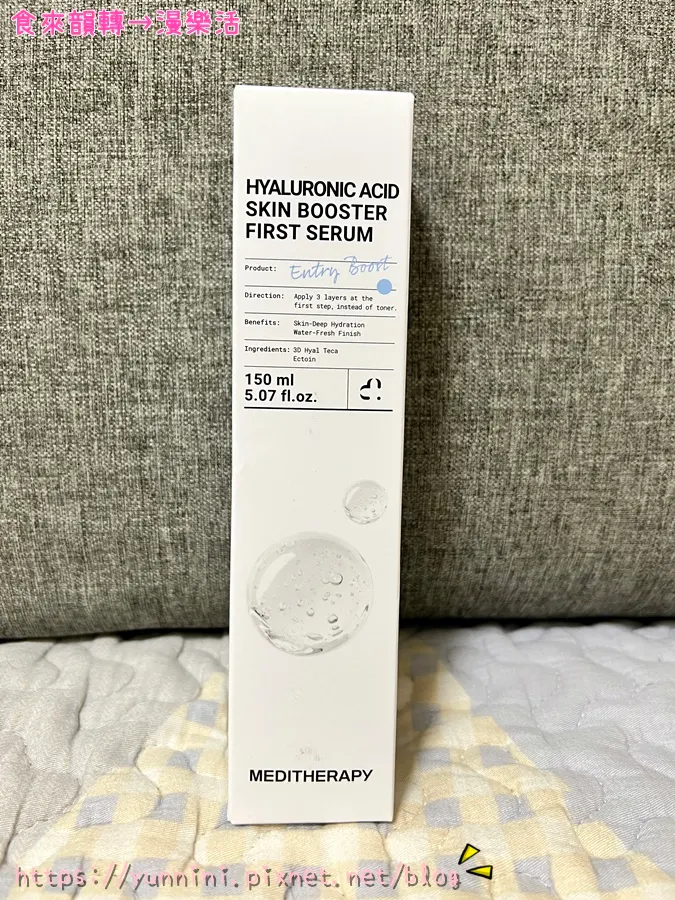 食來韻轉→漫樂活
HYALURONIC ACID
SKIN BOOSTER
FIRST SERUM
Product: Entry Boost
Direction: Apply 3 layers at the
first step, instead of toner.
Benefits: Skin-Deep Hydration
Water-Fresh Finish
Ingredients: 3D Hyal Teca
Ectoin
150 ml
5.07 fl.oz.
MEDITHERAPY
https://yunnini.pixnet.net/blog